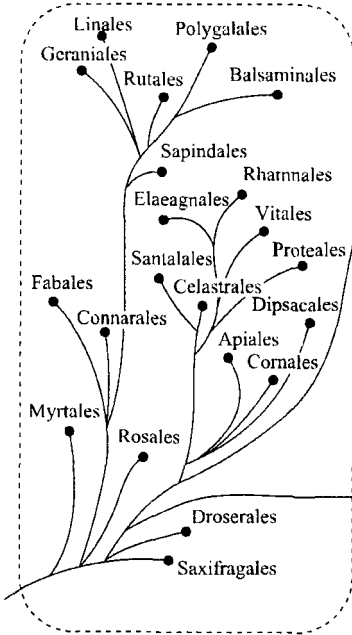 Linales
Polygalales
Geraniales
Rutales
Balsaminales
Sapindales
Rhamnales
Elaeagnales
Vitales
Proteales
Santalales
Celastrales
Fabales
Dipsacales
Connarales
Apiales
Cornales
Myrtales
Rosales
Droserales
Saxifragales